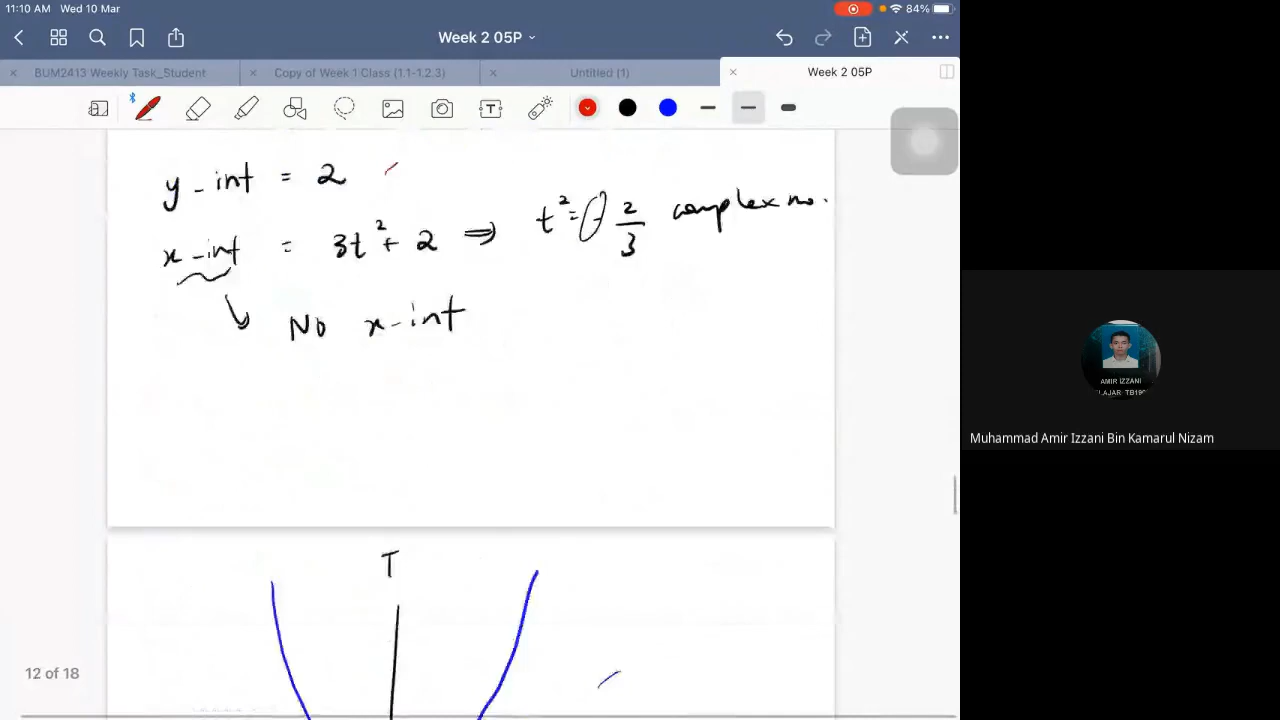 11:10 AM Wed 10 Mar
84%
Week 2 05P
BUM2413 Weekly Task_Student
Copy of Week 1 Class (1.1-1.2.3)
Untitled (1)
Week 2 05P
y-int = 2
x-int = 3t² + 2 ⇒ t² = - 2/3 complex no.
No x-int
T
12 of 18
AMIR IZZANI
Muhammad Amir Izzani Bin Kamarul Nizam